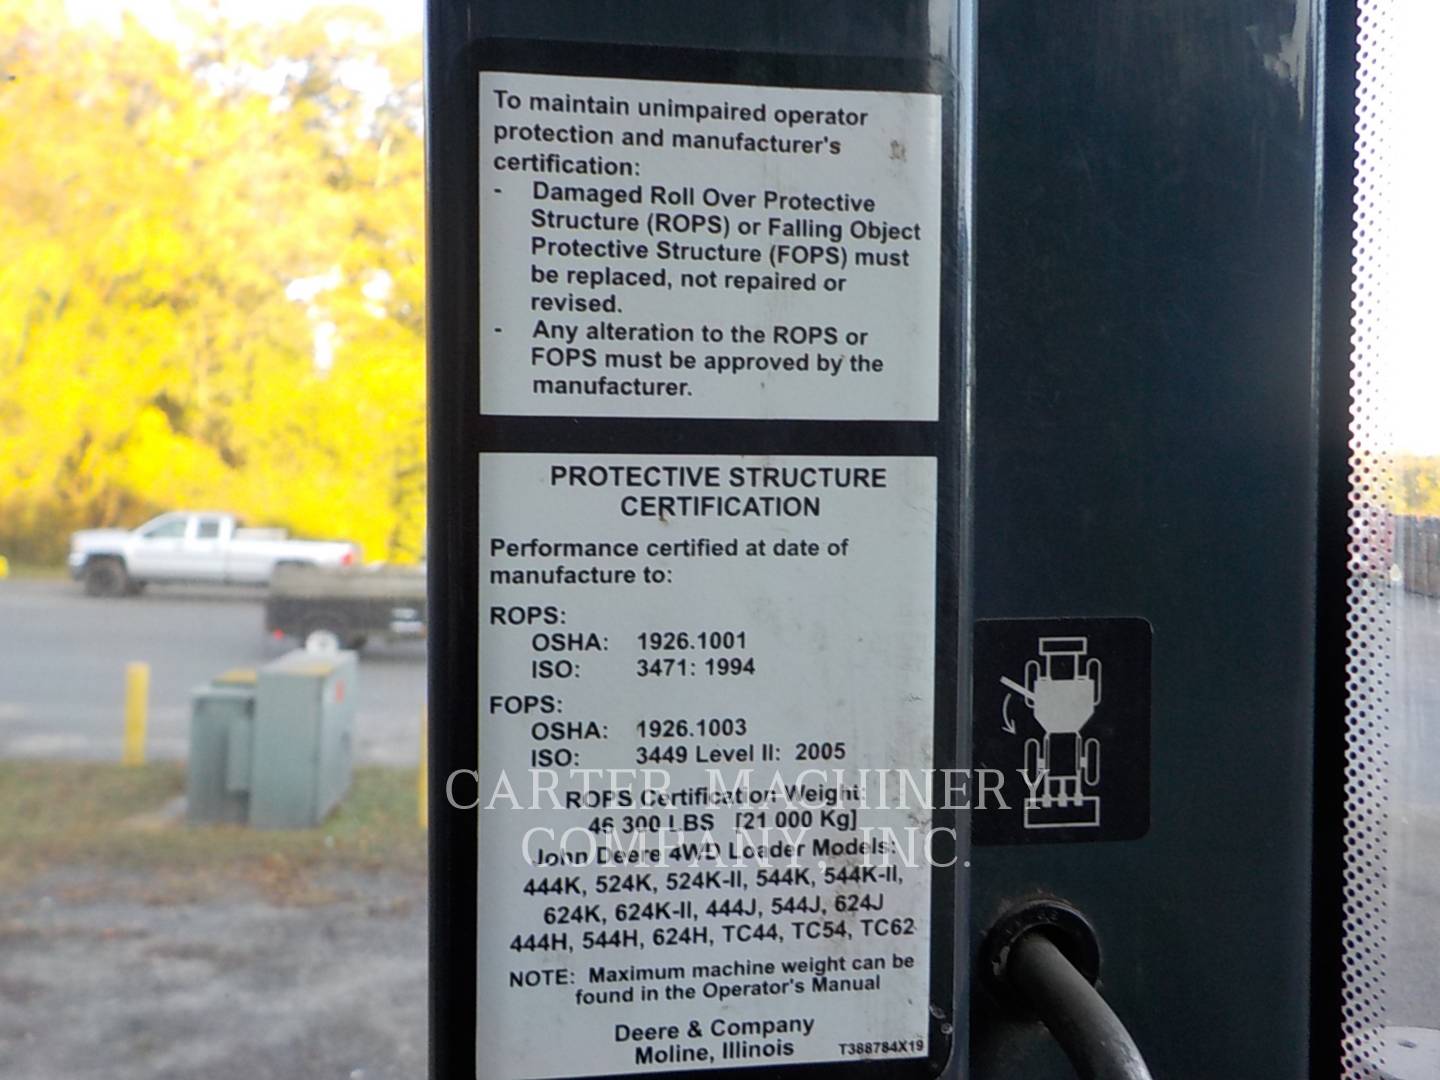 To maintain unimpaired operator
protection and manufacturer's
certification:
- Damaged Roll Over Protective
Structure (ROPS) or Falling Object
Protective Structure (FOPS) must
be replaced, not repaired or
revised.
- Any alteration to the ROPS or
FOPS must be approved by the
manufacturer.
PROTECTIVE STRUCTURE
CERTIFICATION
Performance certified at date of
manufacture to:
ROPS:
OSHA: 1926.1001
ISO: 3471: 1994
FOPS:
OSHA: 1926.1003
ISO: 3449 Level II: 2005
ROPS Certification Weight:
46 300 LBS [21 000 Kg]
John Deere 4WD Loader Models:
444K, 524K, 524K-II, 544K, 544K-II,
624K, 624K-II, 444J, 544J, 624J
444H, 544H, 624H, TC44, TC54, TC62
NOTE: Maximum machine weight can be
found in the Operator's Manual
Deere & Company
Moline, Illinois T388784X19
CARTER MACHINERY
COMPANY, INC.